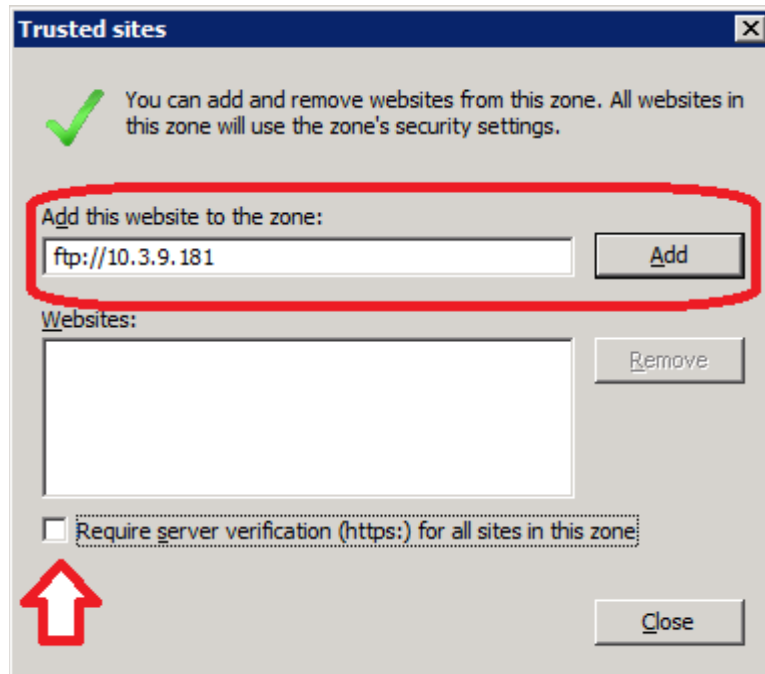 Trusted sites
You can add and remove websites from this zone. All websites in
this zone will use the zone's security settings.
Add this website to the zone:
ftp://10.3.9.181
Add
Websites:
Remove
Require server verification (https:) for all sites in this zone
Close